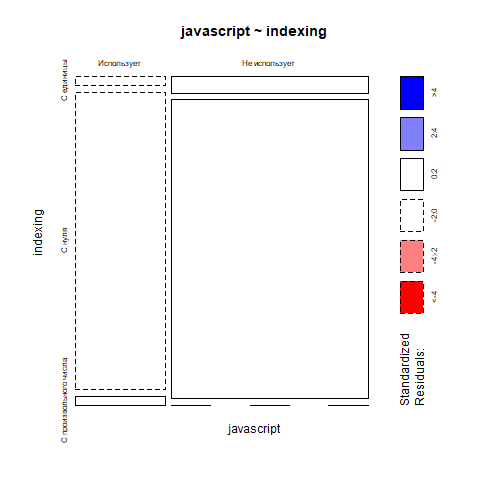 javascript ~ indexing
Использует
Не использует
С единицы
С нуля
С произвольного числа
indexing
javascript
>4
2:4
0:2
-2:0
-4:-2
<-4
Standardized
Residuals: